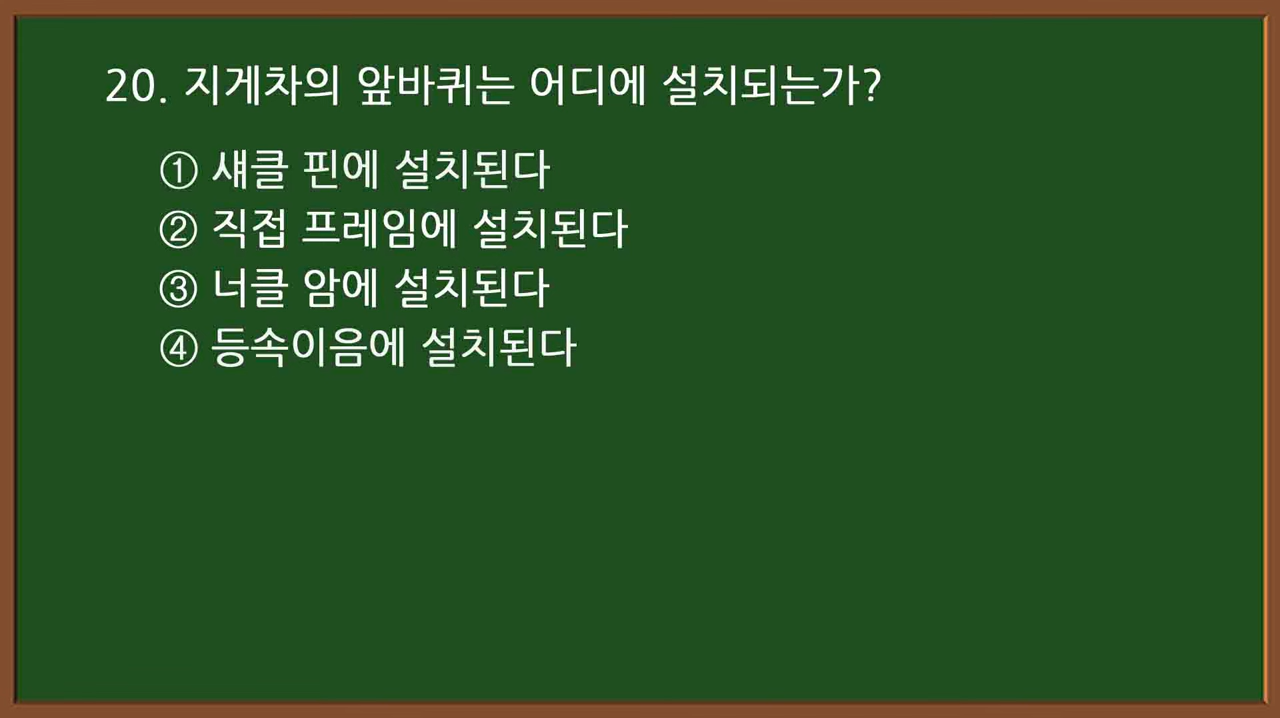 20. 지게차의 앞바퀴는 어디에 설치되는가?
① 섀클 핀에 설치된다
② 직접 프레임에 설치된다
③ 너클 암에 설치된다
④ 등속이음에 설치된다